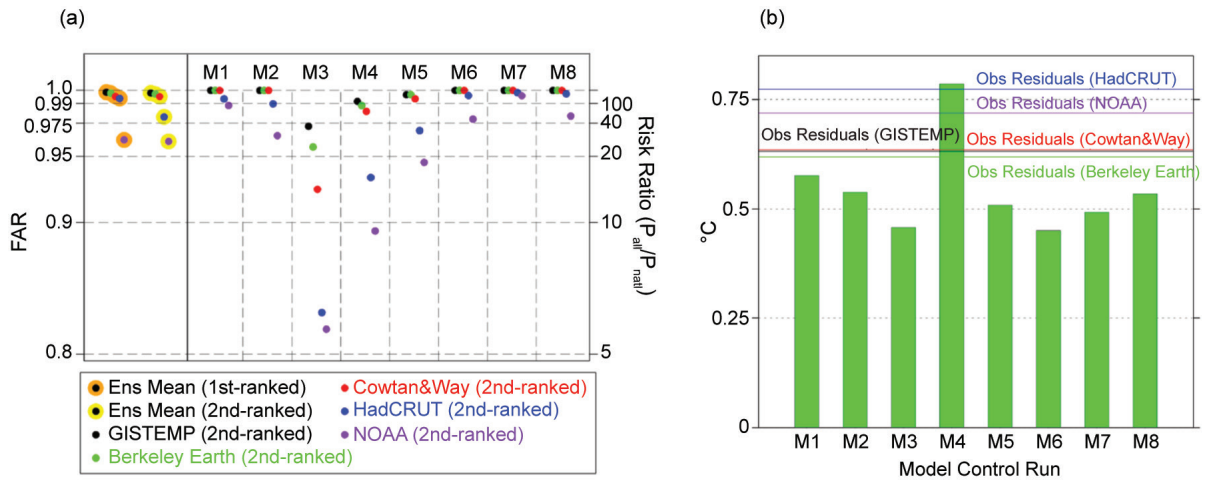 (a)
M1 M2 M3 M4 M5 M6 M7 M8
1.0
0.99
0.975
0.95
0.9
0.8
FAR
100
40
20
10
5
Risk Ratio (Pall/Pnatl)
Ens Mean (1st-ranked)
Ens Mean (2nd-ranked)
GISTEMP (2nd-ranked)
Berkeley Earth (2nd-ranked)
Cowtan&Way (2nd-ranked)
HadCRUT (2nd-ranked)
NOAA (2nd-ranked)
(b)
Obs Residuals (HadCRUT)
Obs Residuals (NOAA)
Obs Residuals (GISTEMP)
Obs Residuals (Cowtan&Way)
Obs Residuals (Berkeley Earth)
0.75
0.5
0.25
0
°C
M1 M2 M3 M4 M5 M6 M7 M8
Model Control Run